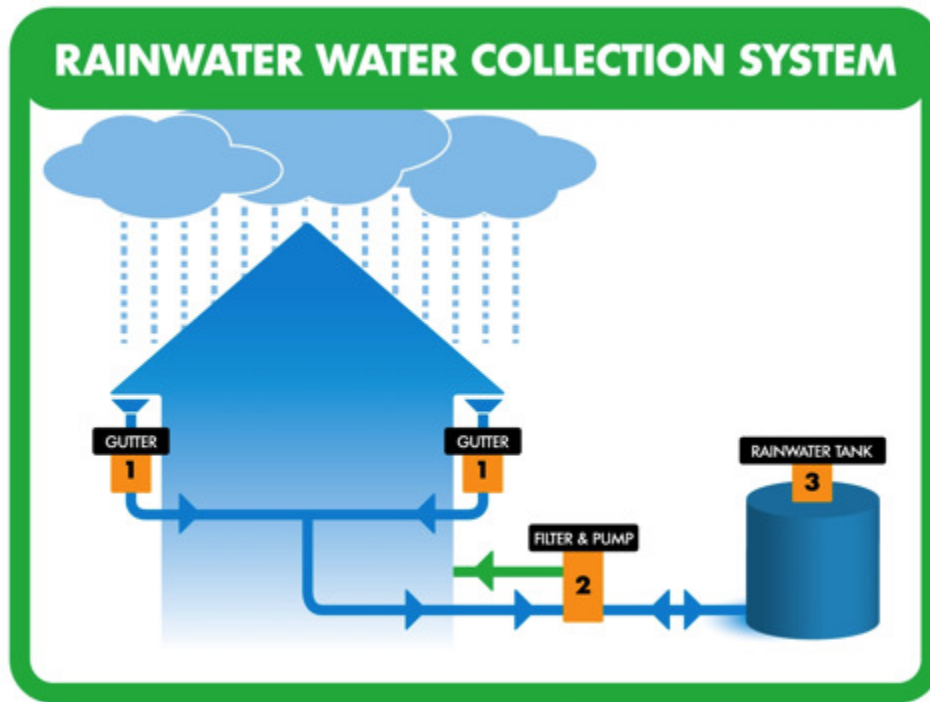 RAINWATER WATER COLLECTION SYSTEM
GUTTER
1
GUTTER
1
RAINWATER TANK
3
FILTER & PUMP
2